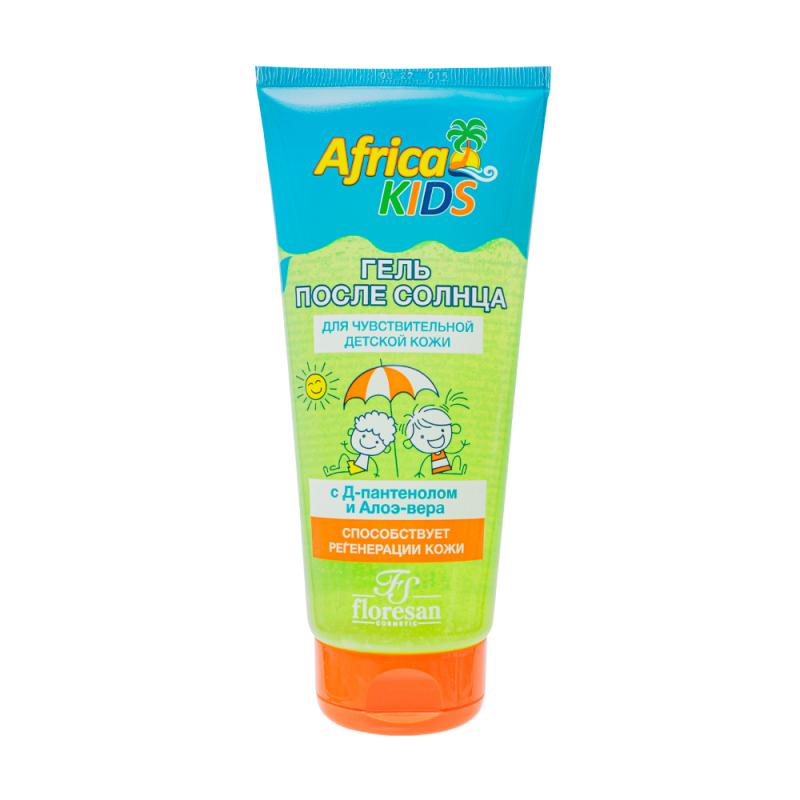 Africa
KIDS
ГЕЛЬ
ПОСЛЕ СОЛНЦА
ДЛЯ ЧУВСТВИТЕЛЬНОЙ
ДЕТСКОЙ КОЖИ
с Д-пантенолом
и Алоэ-вера
СПОСОБСТВУЕТ
РЕГЕНЕРАЦИИ КОЖИ
FS
floresan
COSMETIC